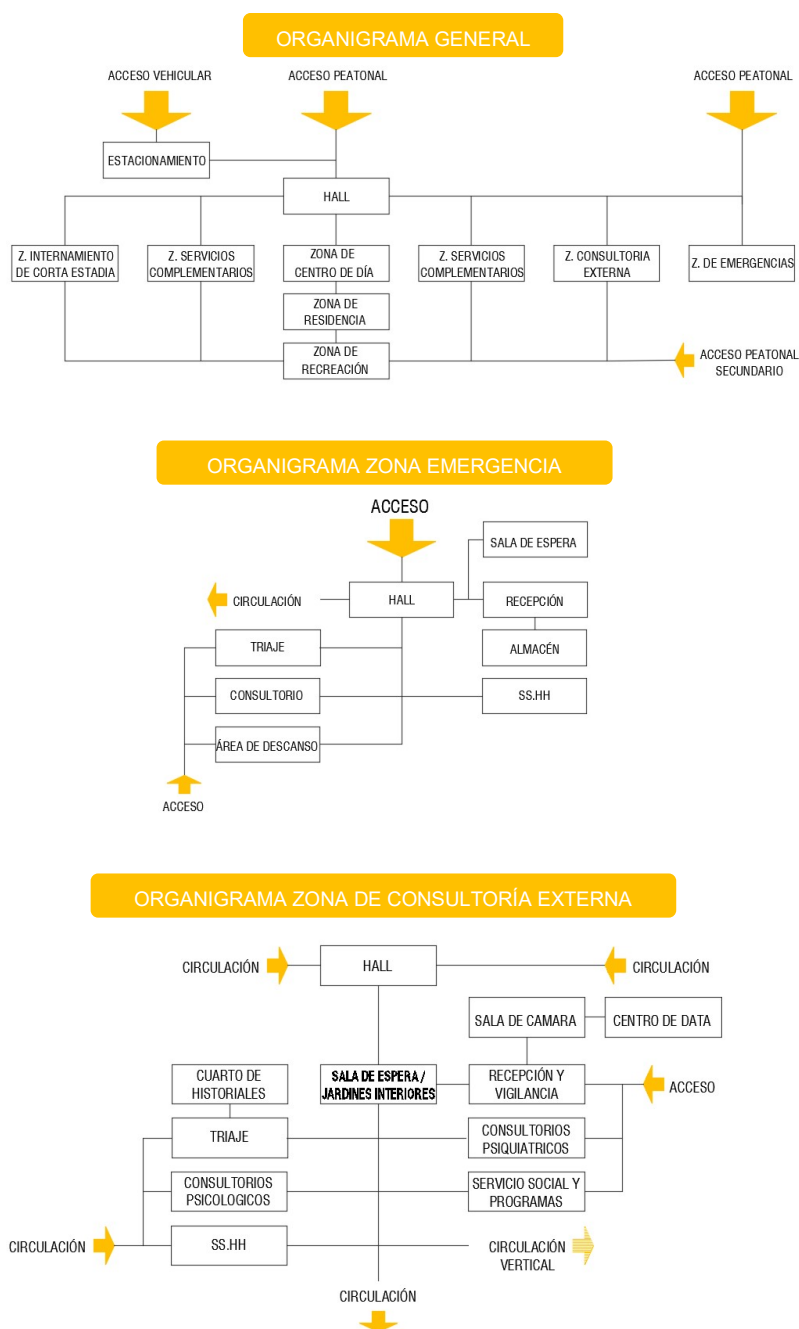 ORGANIGRAMA GENERAL
ACCESO VEHICULAR
ACCESO PEATONAL
ACCESO PEATONAL
ESTACIONAMIENTO
HALL
Z. INTERNAMIENTO
DE CORTA ESTADIA
Z. SERVICIOS
COMPLEMENTARIOS
ZONA DE
CENTRO DE DÍA
Z. SERVICIOS
COMPLEMENTARIOS
Z. CONSULTORIA
EXTERNA
Z. DE EMERGENCIAS
ZONA DE
RESIDENCIA
ZONA DE
RECREACIÓN
ACCESO PEATONAL
SECUNDARIO
ORGANIGRAMA ZONA EMERGENCIA
ACCESO
SALA DE ESPERA
CIRCULACIÓN
HALL
RECEPCIÓN
TRIAJE
ALMACÉN
CONSULTORIO
SS.HH
ÁREA DE DESCANSO
ACCESO
ORGANIGRAMA ZONA DE CONSULTORÍA EXTERNA
CIRCULACIÓN
HALL
CIRCULACIÓN
SALA DE CAMARA
CENTRO DE DATA
CUARTO DE
HISTORIALES
SALA DE ESPERA /
JARDINES INTERIORES
RECEPCIÓN Y
VIGILANCIA
ACCESO
TRIAJE
CONSULTORIOS
PSIQUIATRICOS
CONSULTORIOS
PSICOLOGICOS
SERVICIO SOCIAL Y
PROGRAMAS
CIRCULACIÓN
SS.HH
CIRCULACIÓN
VERTICAL
CIRCULACIÓN